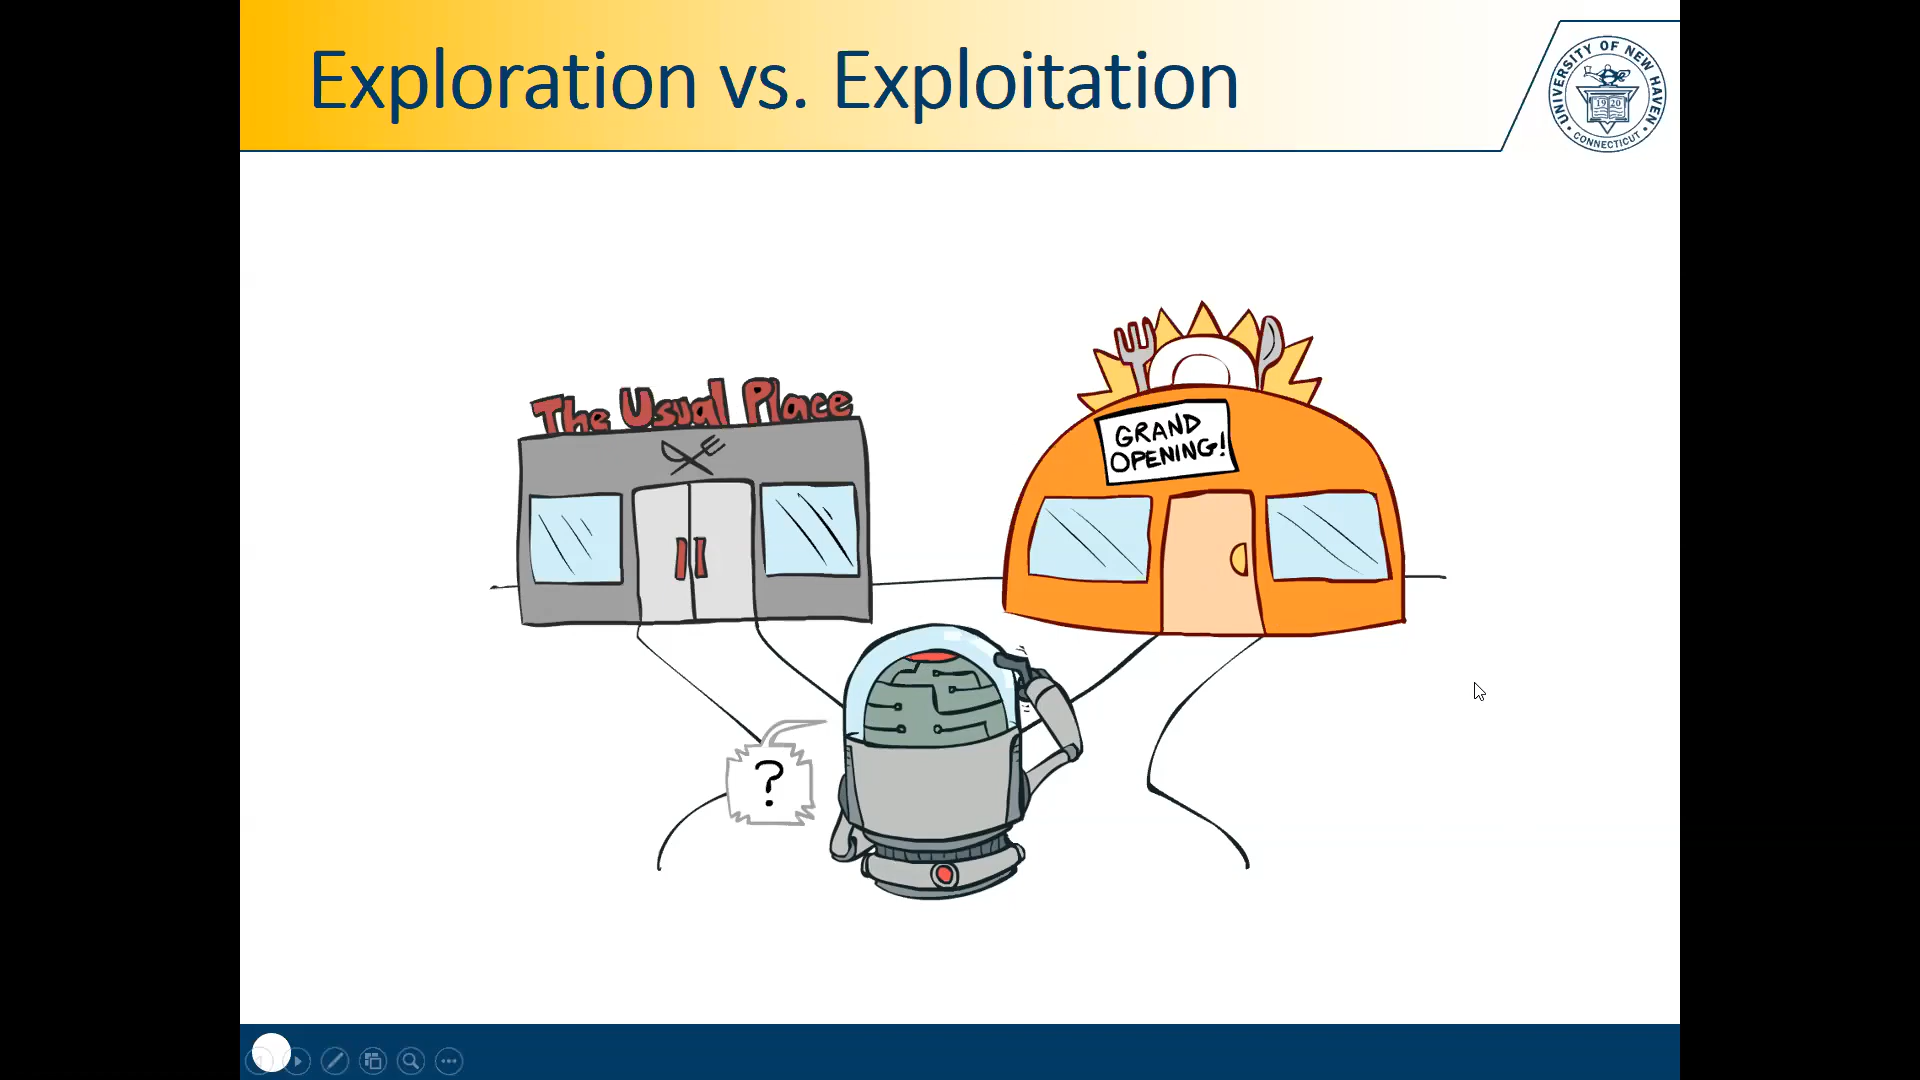 Exploration vs. Exploitation
UNIVERSITY OF NEW HAVEN
1920
CONNECTICUT
The Usual Place
GRAND
OPENING!
?